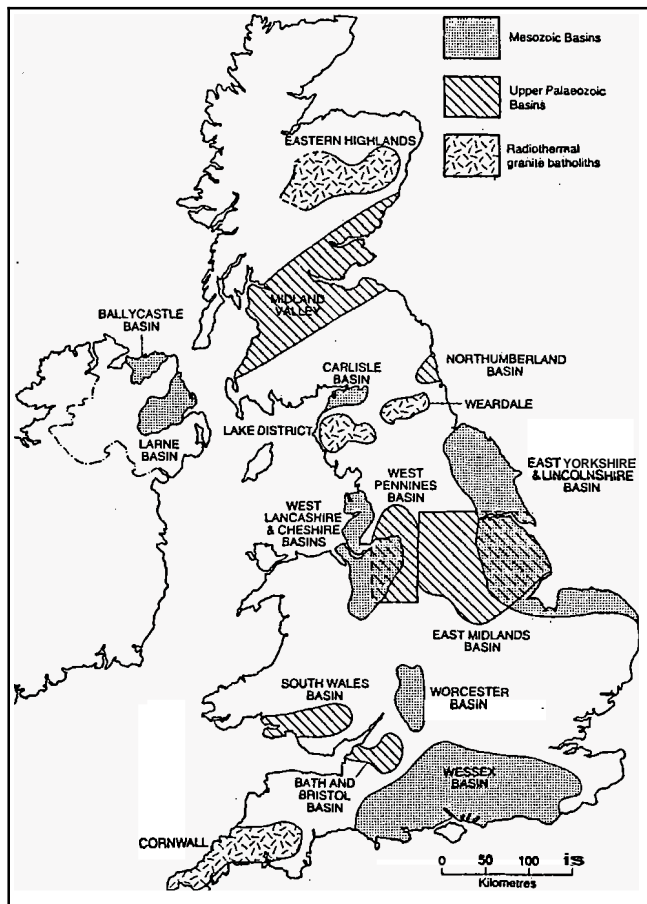 Mesozoic Basins
Upper Palaeozoic
Basins
Radiothermal
granite batholiths
EASTERN HIGHLANDS
MIDLAND
VALLEY
BALLYCASTLE
BASIN
NORTHUMBERLAND
BASIN
CARLISLE
BASIN
WEARDALE
LAKE DISTRICT
LARNE
BASIN
EAST YORKSHIRE
& LINCOLNSHIRE
BASIN
WEST
PENNINES
BASIN
WEST
LANCASHIRE
& CHESHIRE
BASINS
EAST MIDLANDS
BASIN
SOUTH WALES
BASIN
WORCESTER
BASIN
WESSEX
BASIN
BATH AND
BRISTOL
BASIN
CORNWALL
0 50 100
Kilometres